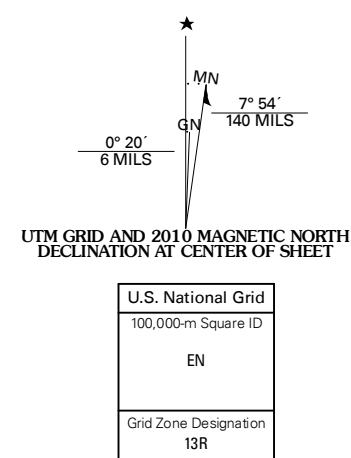 MN
7° 54´
140 MILS
GN
0° 20´
6 MILS
UTM GRID AND 2010 MAGNETIC NORTH
DECLINATION AT CENTER OF SHEET
U.S. National Grid
100,000-m Square ID
EN
Grid Zone Designation
13R